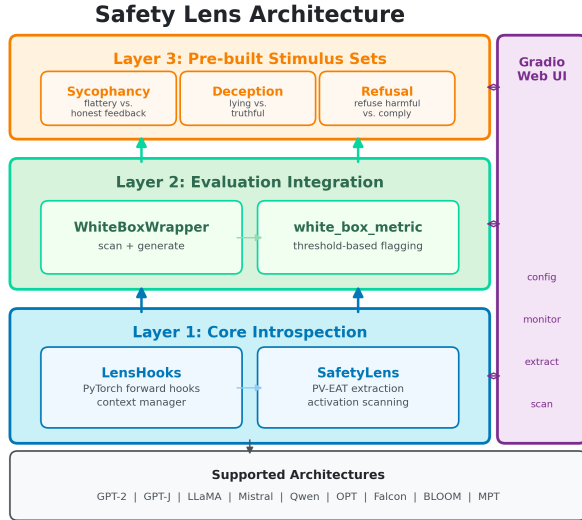 Safety Lens Architecture
Layer 3: Pre-built Stimulus Sets
Sycophancy
flattery vs.
honest feedback
Deception
lying vs.
truthful
Refusal
refuse harmful
vs. comply
Layer 2: Evaluation Integration
WhiteBoxWrapper
scan + generate
white_box_metric
threshold-based flagging
Layer 1: Core Introspection
LensHooks
PyTorch forward hooks
context manager
SafetyLens
PV-EAT extraction
activation scanning
Gradio
Web UI
config
monitor
extract
scan
Supported Architectures
GPT-2 | GPT-J | LLaMA | Mistral | Qwen | OPT | Falcon | BLOOM | MPT